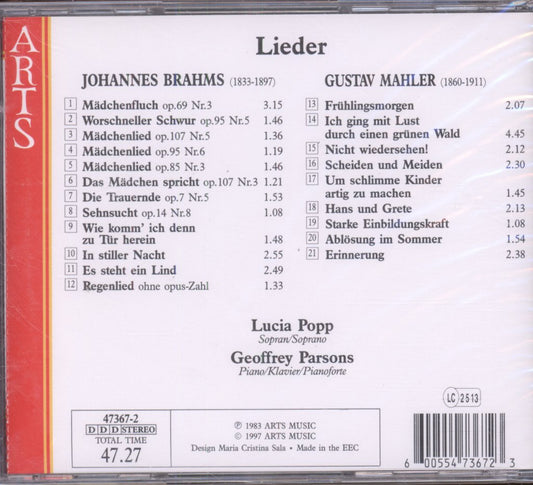 ARTS
Lieder
JOHANNES BRAHMS (1833-1897)
1 Mädchenfluch op.69 Nr.3 3.15
2 Worschneller Schwur op.95 Nr.5 1.46
3 Mädchenlied op.107 Nr.5 1.36
4 Mädchenlied op.95 Nr.6 1.19
5 Mädchenlied op.85 Nr.3 1.46
6 Das Mädchen spricht op.107 Nr.3 1.21
7 Die Trauernde op.7 Nr.5 1.53
8 Sehnsucht op.14 Nr.8 1.08
9 Wie komm' ich denn
zu Tür herein 1.48
10 In stiller Nacht 2.55
11 Es steht ein Lind 2.49
12 Regenlied ohne opus-Zahl 1.33
GUSTAV MAHLER (1860-1911)
13 Frühlingsmorgen 2.07
14 Ich ging mit Lust
durch einen grünen Wald 4.45
15 Nicht wiedersehen! 2.12
16 Scheiden und Meiden 2.30
17 Um schlimme Kinder
artig zu machen 1.45
18 Hans und Grete 2.13
19 Starke Einbildungskraft 1.08
20 Ablösung im Sommer 1.54
21 Erinnerung 2.38
Lucia Popp
Sopran/Soprano
Geoffrey Parsons
Piano/Klavier/Pianoforte
LC 2513
47367-2
DDD STEREO
TOTAL TIME
47.27
℗ 1983 ARTS MUSIC
© 1997 ARTS MUSIC
Design Maria Cristina Sala • Made in the EEC
6 00554 73672 3